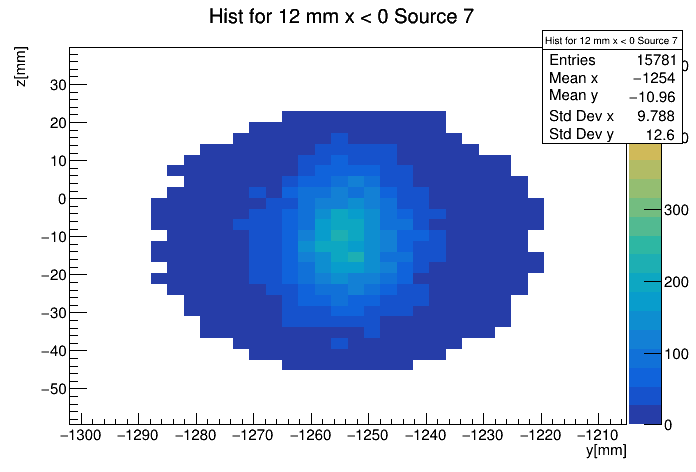 Hist for 12 mm x < 0 Source 7
z[mm]
Hist for 12 mm x < 0 Source 7
Entries 15781
Mean x −1254
Mean y −10.96
Std Dev x 9.788
Std Dev y 12.6
30
20
10
0
−10
−20
−30
−40
−50
0
0
300
200
100
0
−1300 −1290 −1280 −1270 −1260 −1250 −1240 −1230 −1220 −1210
y[mm]